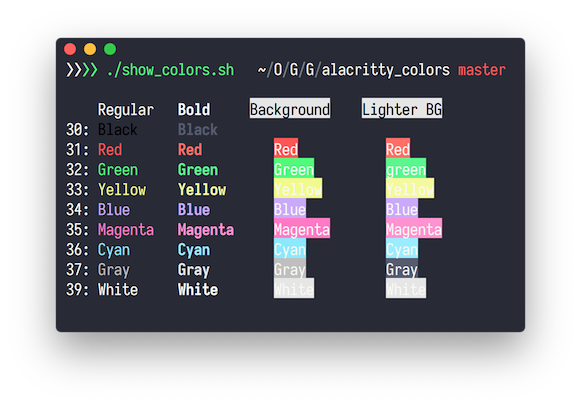 ❯❯❯❯ ./show_colors.sh ~/O/G/G/alacritty_colors master
Regular Bold Background Lighter BG
30: Black Black
31: Red Red Red Red
32: Green Green Green green
33: Yellow Yellow Yellow Yellow
34: Blue Blue Blue Blue
35: Magenta Magenta Magenta Magenta
36: Cyan Cyan Cyan Cyan
37: Gray Gray Gray Gray
39: White White White White